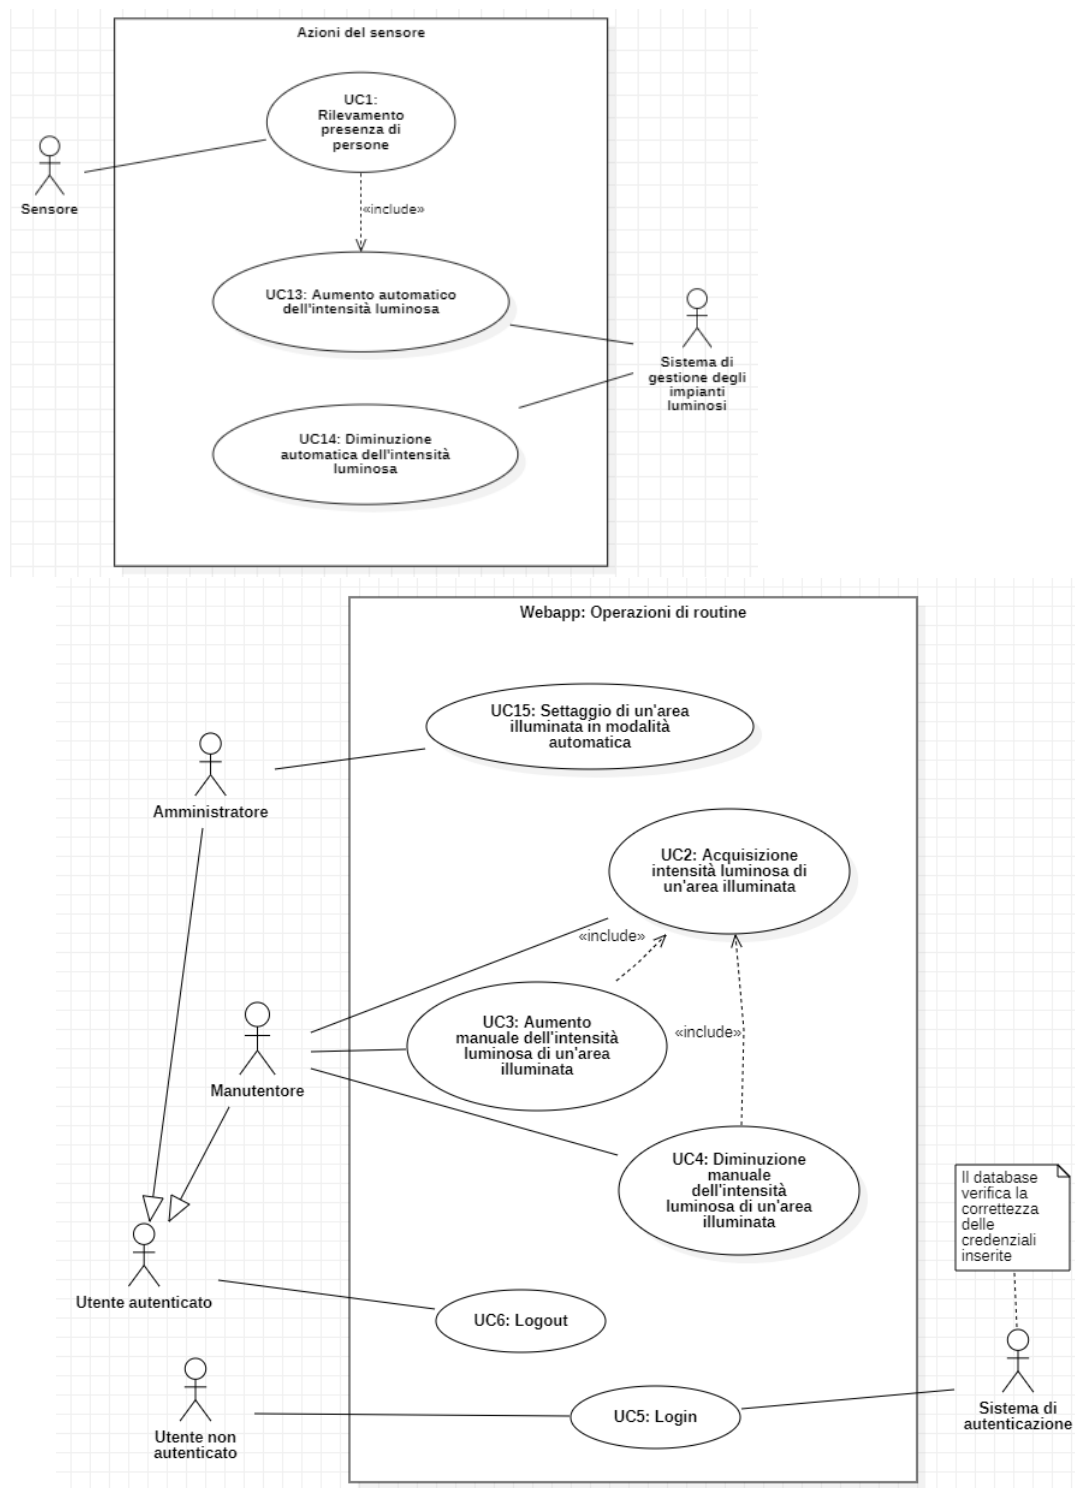 Azioni del sensore
UC1:
Rilevamento
presenza di
persone
Sensore
«include»
UC13: Aumento automatico
dell'intensità luminosa
Sistema di
gestione degli
impianti
luminosi
UC14: Diminuzione
automatica dell'intensità
luminosa
Webapp: Operazioni di routine
UC15: Settaggio di un'area
illuminata in modalità
automatica
Amministratore
UC2: Acquisizione
intensità luminosa di
un'area illuminata
«include»
UC3: Aumento
manuale dell'intensità
luminosa di un'area
illuminata
«include»
Manutentore
UC4: Diminuzione
manuale
dell'intensità
luminosa di un'area
illuminata
Il database
verifica la
correttezza
delle
credenziali
inserite
Utente autenticato
UC6: Logout
Utente non
autenticato
UC5: Login
Sistema di
autenticazione